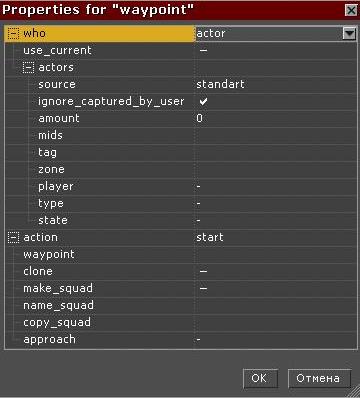 Properties for "waypoint"
who actor
use_current –
actors
source standart
ignore_captured_by_user ✔
amount 0
mids
tag
zone
player -
type -
state -
action start
waypoint
clone –
make_squad –
name_squad
copy_squad
approach -
OK Отмена